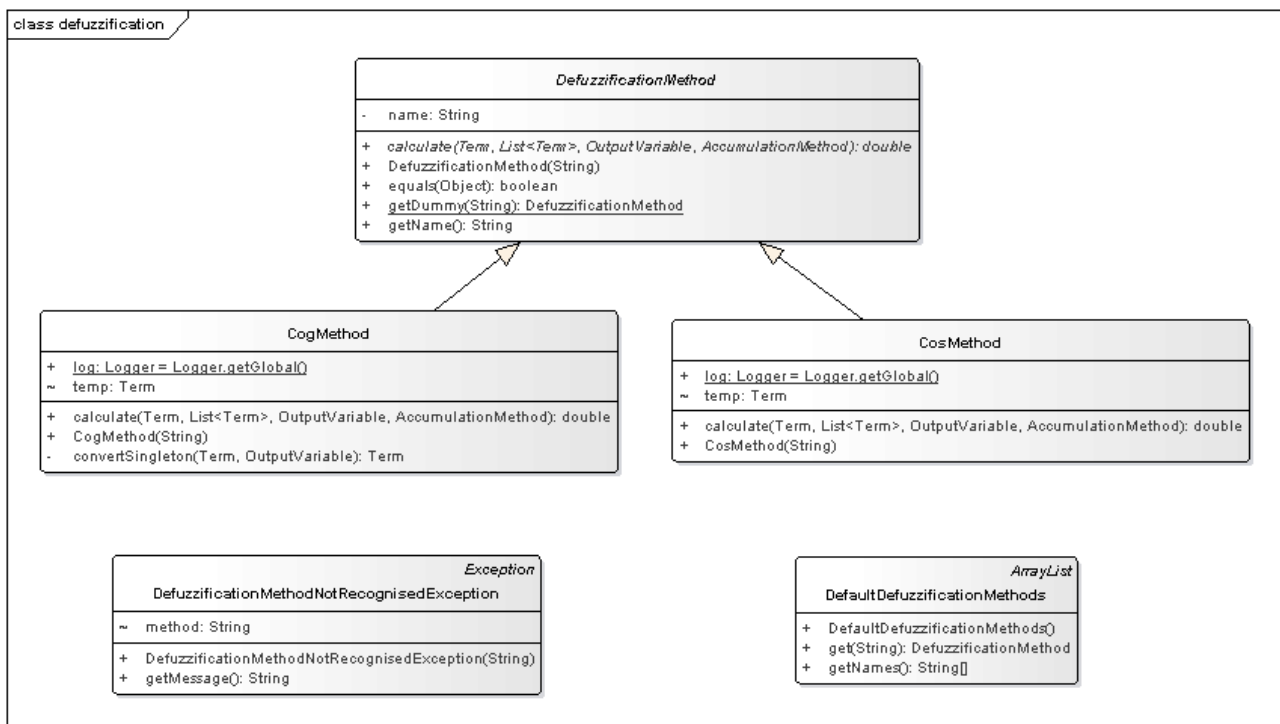 class defuzzification
DefuzzificationMethod
- name: String
+ calculate(Term, List<Term>, OutputVariable, AccumulationMethod): double
+ DefuzzificationMethod(String)
+ equals(Object): boolean
+ getDummy(String): DefuzzificationMethod
+ getName(): String
CogMethod
+ log: Logger = Logger.getGlobal()
~ temp: Term
+ calculate(Term, List<Term>, OutputVariable, AccumulationMethod): double
+ CogMethod(String)
- convertSingleton(Term, OutputVariable): Term
CosMethod
+ log: Logger = Logger.getGlobal()
~ temp: Term
+ calculate(Term, List<Term>, OutputVariable, AccumulationMethod): double
+ CosMethod(String)
Exception
DefuzzificationMethodNotRecognisedException
~ method: String
+ DefuzzificationMethodNotRecognisedException(String)
+ getMessage(): String
ArrayList
DefaultDefuzzificationMethods
+ DefaultDefuzzificationMethods()
+ get(String): DefuzzificationMethod
+ getNames(): String[]